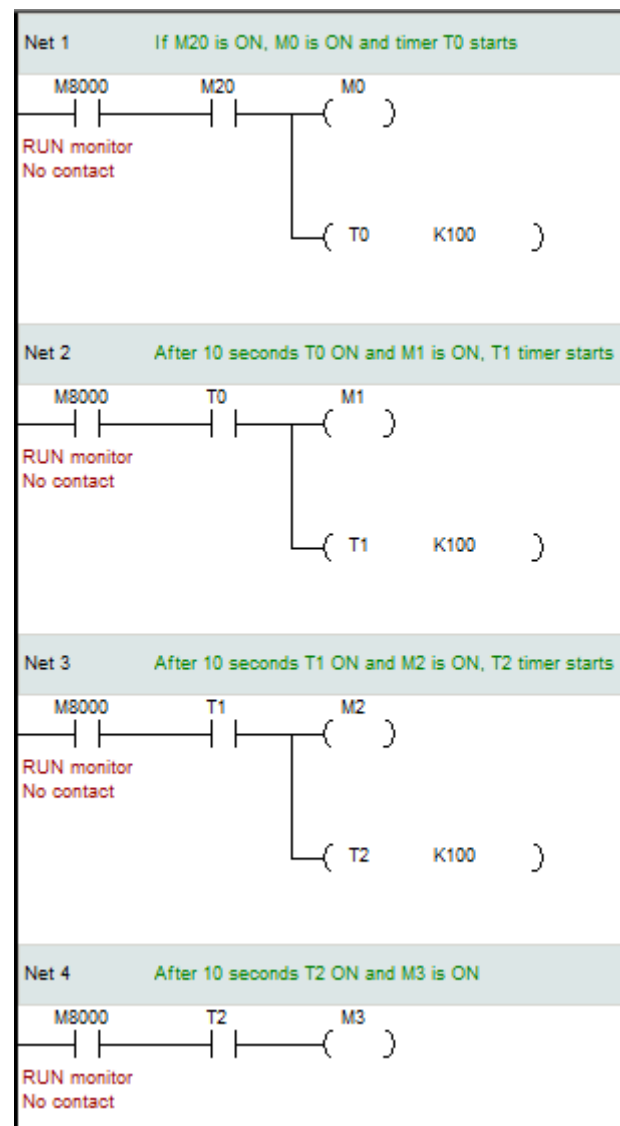 Net 1 If M20 is ON, M0 is ON and timer T0 starts
M8000 M20 M0
RUN monitor
No contact
T0 K100
Net 2 After 10 seconds T0 ON and M1 is ON, T1 timer starts
M8000 T0 M1
RUN monitor
No contact
T1 K100
Net 3 After 10 seconds T1 ON and M2 is ON, T2 timer starts
M8000 T1 M2
RUN monitor
No contact
T2 K100
Net 4 After 10 seconds T2 ON and M3 is ON
M8000 T2 M3
RUN monitor
No contact